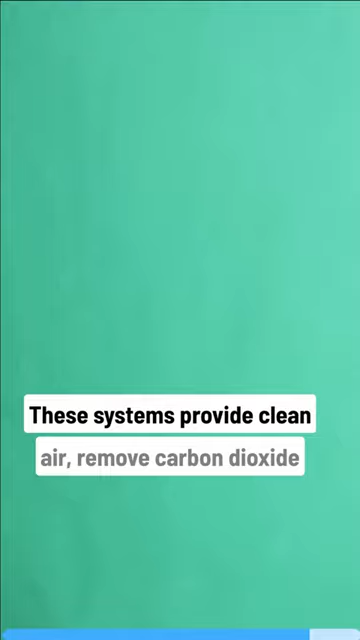 These systems provide clean
air, remove carbon dioxide